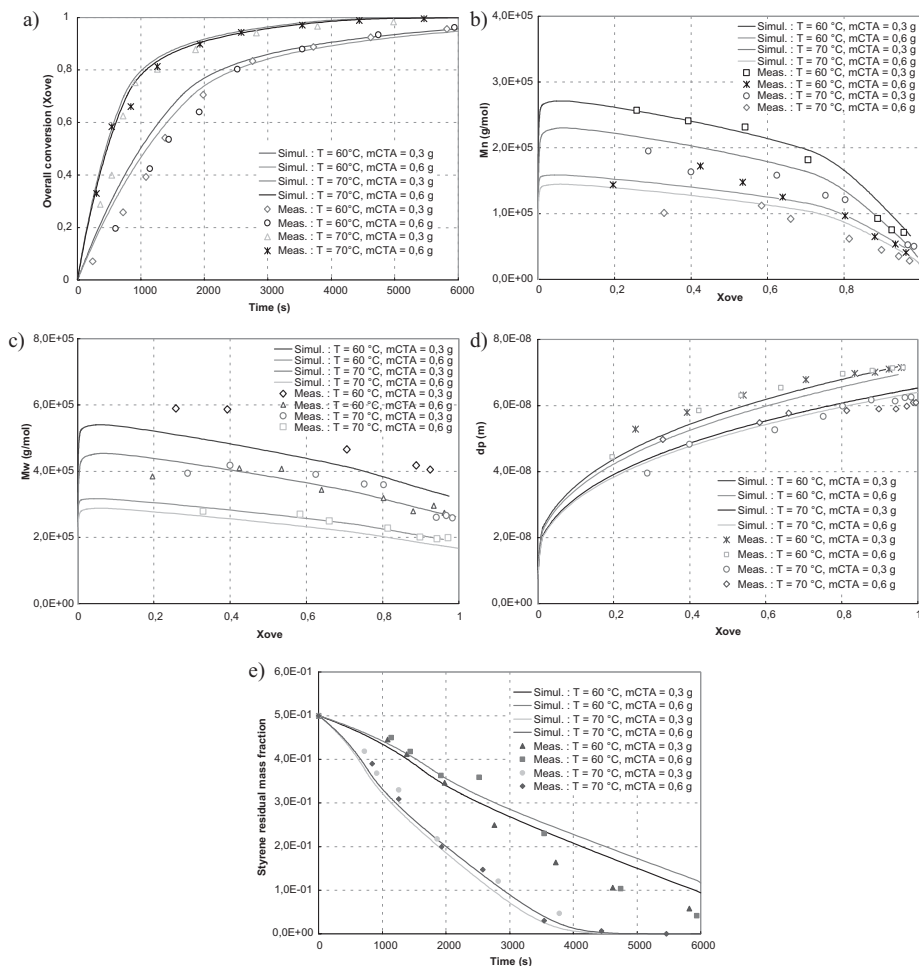 a)
Overall conversion (Xove)
1
0,8
0,6
0,4
0,2
0
Simul. : T = 60°C, mCTA = 0,3 g
Simul. : T = 60°C, mCTA = 0,6 g
Simul. : T = 70°C, mCTA = 0,3 g
Simul. : T = 70°C, mCTA = 0,6 g
Meas. : T = 60°C, mCTA = 0,3 g
Meas. : T = 60°C, mCTA = 0,6 g
Meas. : T = 70°C, mCTA = 0,3 g
Meas. : T = 70°C, mCTA = 0,6 g
0 1000 2000 3000 4000 5000 6000
Time (s)
b)
Mn (g/mol)
4,0E+05
3,0E+05
2,0E+05
1,0E+05
0,0E+00
Simul. : T = 60 °C, mCTA = 0,3 g
Simul. : T = 60 °C, mCTA = 0,6 g
Simul. : T = 70 °C, mCTA = 0,3 g
Simul. : T = 70 °C, mCTA = 0,6 g
Meas. : T = 60 °C, mCTA = 0,3 g
Meas. : T = 60 °C, mCTA = 0,6 g
Meas. : T = 70 °C, mCTA = 0,3 g
Meas. : T = 70 °C, mCTA = 0,6 g
0 0,2 0,4 0,6 0,8 1
Xove
c)
Mw (g/mol)
8,0E+05
6,0E+05
4,0E+05
2,0E+05
0,0E+00
Simul. : T = 60 °C, mCTA = 0,3 g
Simul. : T = 60 °C, mCTA = 0,6 g
Simul. : T = 70 °C, mCTA = 0,3 g
Simul. : T = 70 °C, mCTA = 0,6 g
Meas. : T = 60 °C, mCTA = 0,3 g
Meas. : T = 60 °C, mCTA = 0,6 g
Meas. : T = 70 °C, mCTA = 0,3 g
Meas. : T = 70 °C, mCTA = 0,6 g
0 0,2 0,4 0,6 0,8 1
Xove
d)
dp (m)
8,0E-08
6,0E-08
4,0E-08
2,0E-08
0,0E+00
Simul. : T = 60 °C, mCTA = 0,3 g
Simul. : T = 60 °C, mCTA = 0,6 g
Simul. : T = 70 °C, mCTA = 0,3 g
Simul. : T = 70 °C, mCTA = 0,6 g
Meas. : T = 60 °C, mCTA = 0,3 g
Meas. : T = 60 °C, mCTA = 0,6 g
Meas. : T = 70 °C, mCTA = 0,3 g
Meas. : T = 70 °C, mCTA = 0,6 g
0 0,2 0,4 0,6 0,8 1
Xove
e)
Styrene residual mass fraction
6,0E-01
5,0E-01
4,0E-01
3,0E-01
2,0E-01
1,0E-01
0,0E+00
Simul. : T = 60 °C, mCTA = 0,3 g
Simul. : T = 60 °C, mCTA = 0,6 g
Simul. : T = 70 °C, mCTA = 0,3 g
Simul. : T = 70 °C, mCTA = 0,6 g
Meas. : T = 60 °C, mCTA = 0,3 g
Meas. : T = 60 °C, mCTA = 0,6 g
Meas. : T = 70 °C, mCTA = 0,3 g
Meas. : T = 70 °C, mCTA = 0,6 g
0 1000 2000 3000 4000 5000 6000
Time (s)